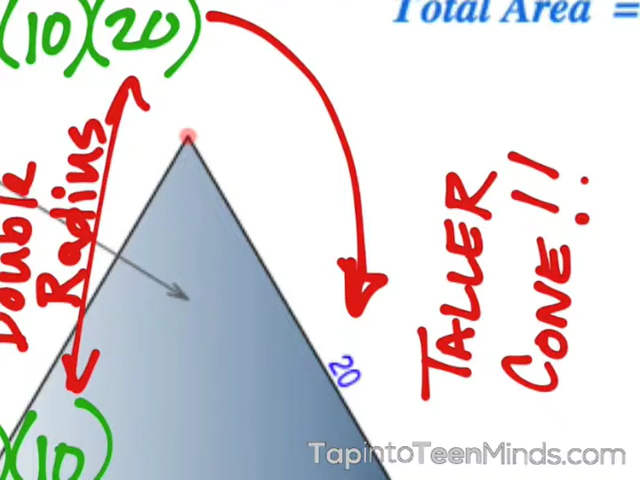 (10)(20)
Total Area =
Double
Radius
TALLER
CONE!!
20
)(10)
TapintoTeenMinds.com